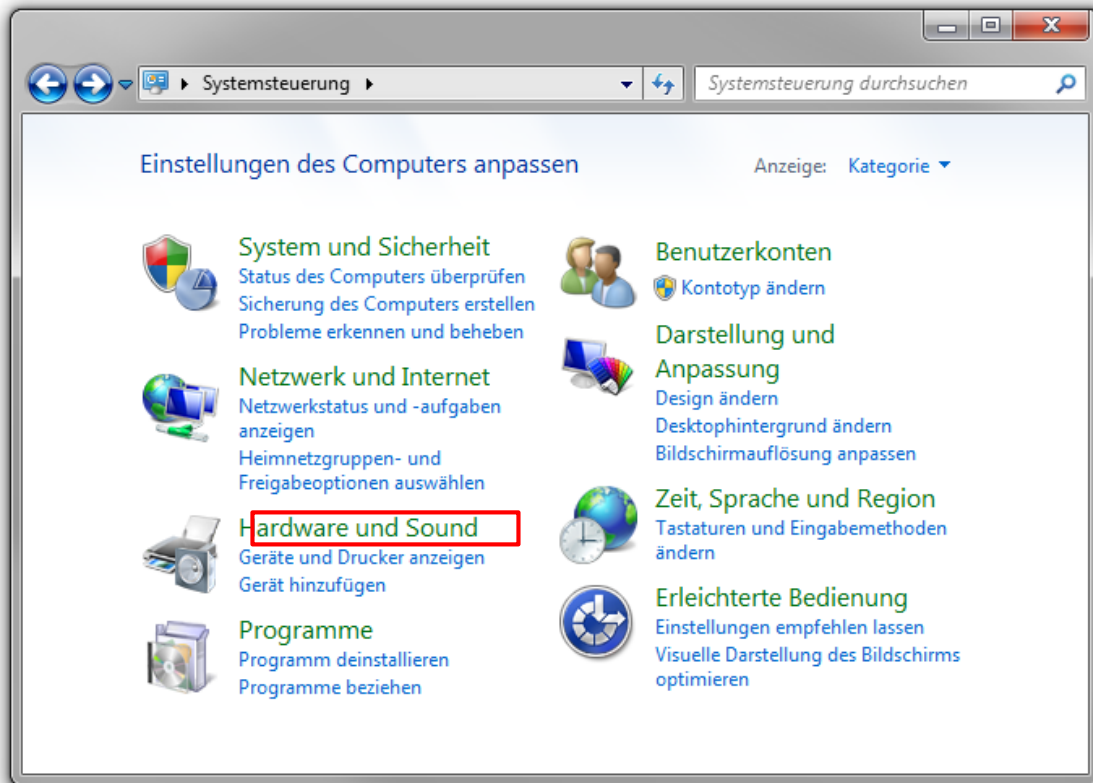 Systemsteuerung
Systemsteuerung durchsuchen
Einstellungen des Computers anpassen
Anzeige: Kategorie
System und Sicherheit
Status des Computers überprüfen
Sicherung des Computers erstellen
Probleme erkennen und beheben
Netzwerk und Internet
Netzwerkstatus und -aufgaben
anzeigen
Heimnetzgruppen- und
Freigabeoptionen auswählen
Hardware und Sound
Geräte und Drucker anzeigen
Gerät hinzufügen
Programme
Programm deinstallieren
Programme beziehen
Benutzerkonten
Kontotyp ändern
Darstellung und
Anpassung
Design ändern
Desktophintergrund ändern
Bildschirmauflösung anpassen
Zeit, Sprache und Region
Tastaturen und Eingabemethoden
ändern
Erleichterte Bedienung
Einstellungen empfehlen lassen
Visuelle Darstellung des Bildschirms
optimieren